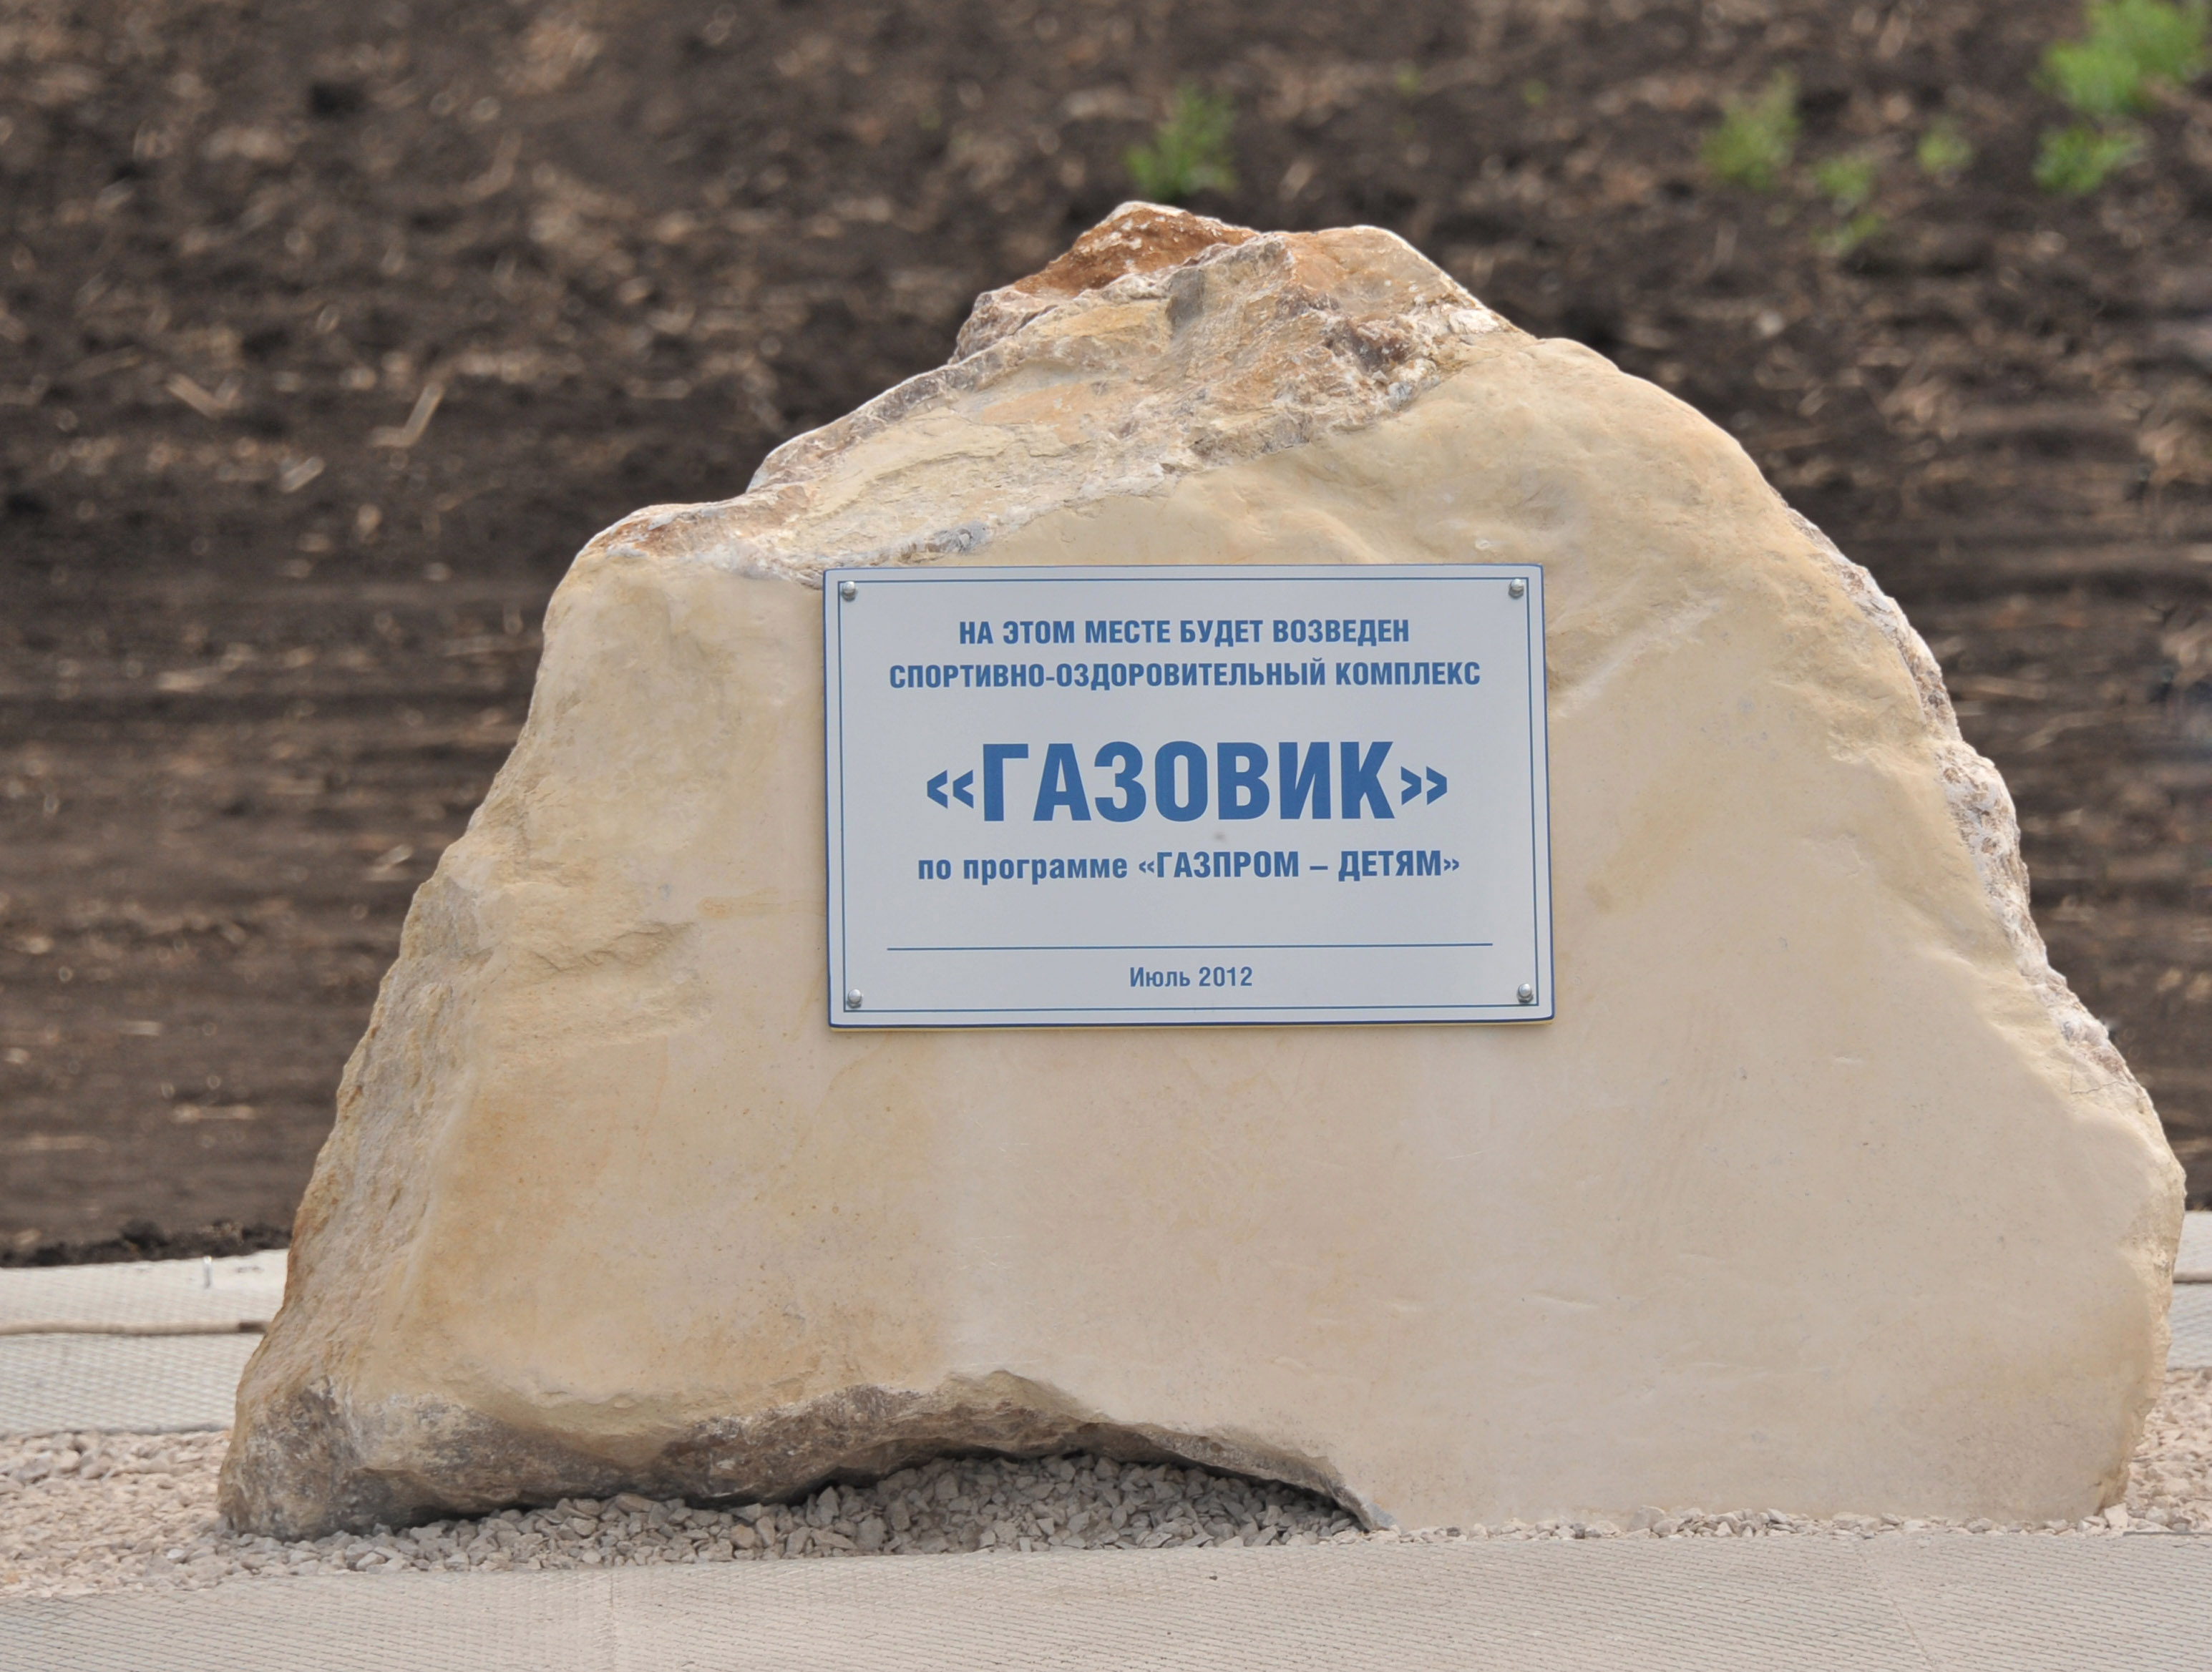 НА ЭТОМ МЕСТЕ БУДЕТ ВОЗВЕДЕН
СПОРТИВНО-ОЗДОРОВИТЕЛЬНЫЙ КОМПЛЕКС
«ГАЗОВИК»
по программе «ГАЗПРОМ – ДЕТЯМ»
Июль 2012